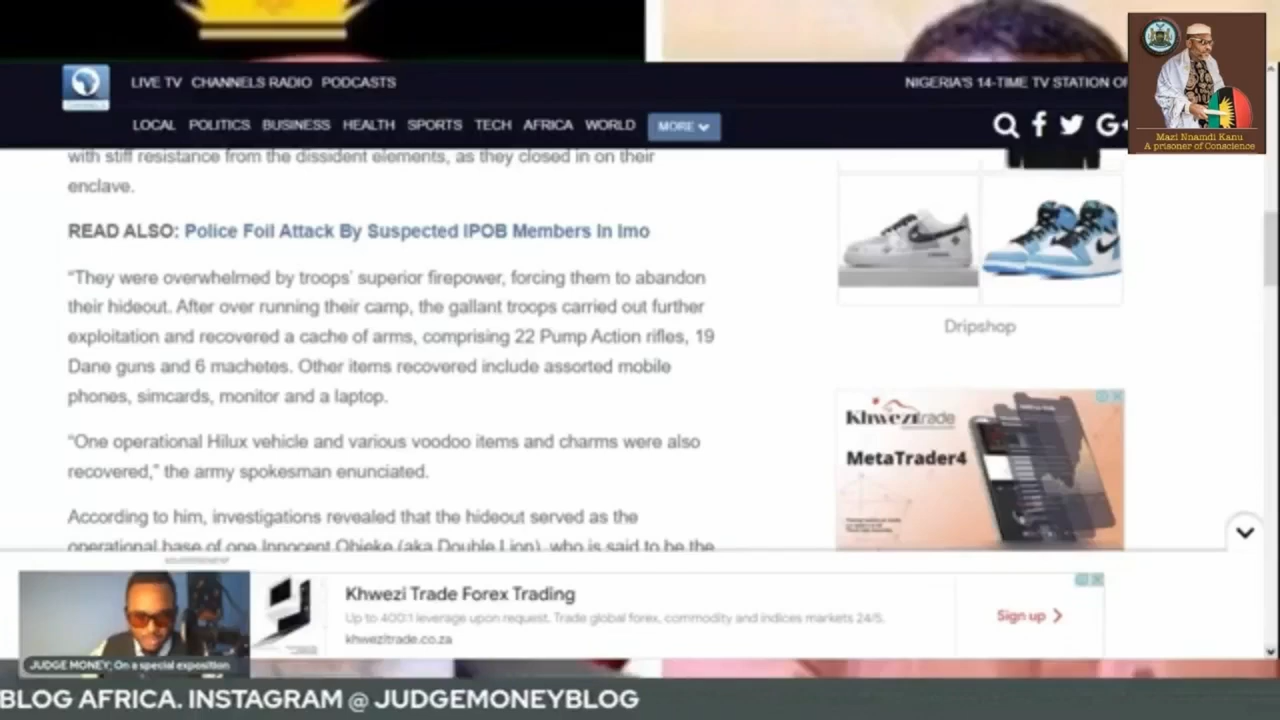 LIVE TV CHANNELS RADIO PODCASTS
NIGERIA'S 14-TIME TV STATION
LOCAL POLITICS BUSINESS HEALTH SPORTS TECH AFRICA WORLD MORE
Mazi Nnamdi Kanu
A prisoner of Conscience
with stiff resistance from the dissident elements, as they closed in on their
enclave.
READ ALSO: Police Foil Attack By Suspected IPOB Members In Imo
“They were overwhelmed by troops’ superior firepower, forcing them to abandon
their hideout. After over running their camp, the gallant troops carried out further
exploitation and recovered a cache of arms, comprising 22 Pump Action rifles, 19
Dane guns and 6 machetes. Other items recovered include assorted mobile
phones, simcards, monitor and a laptop.
“One operational Hilux vehicle and various voodoo items and charms were also
recovered,” the army spokesman enunciated.
According to him, investigations revealed that the hideout served as the
operational base of one Innocent Obieke (aka Double Lion), who is said to be the
Dripshop
Khwezitrade
MetaTrader4
Khwezi Trade Forex Trading
Up to 400:1 leverage upon request. Trade global forex, commodity and indices markets 24/5.
khwezitrade.co.za
Sign up
JUDGE MONEY; On a special exposition
BLOG AFRICA. INSTAGRAM @ JUDGEMONEYBLOG